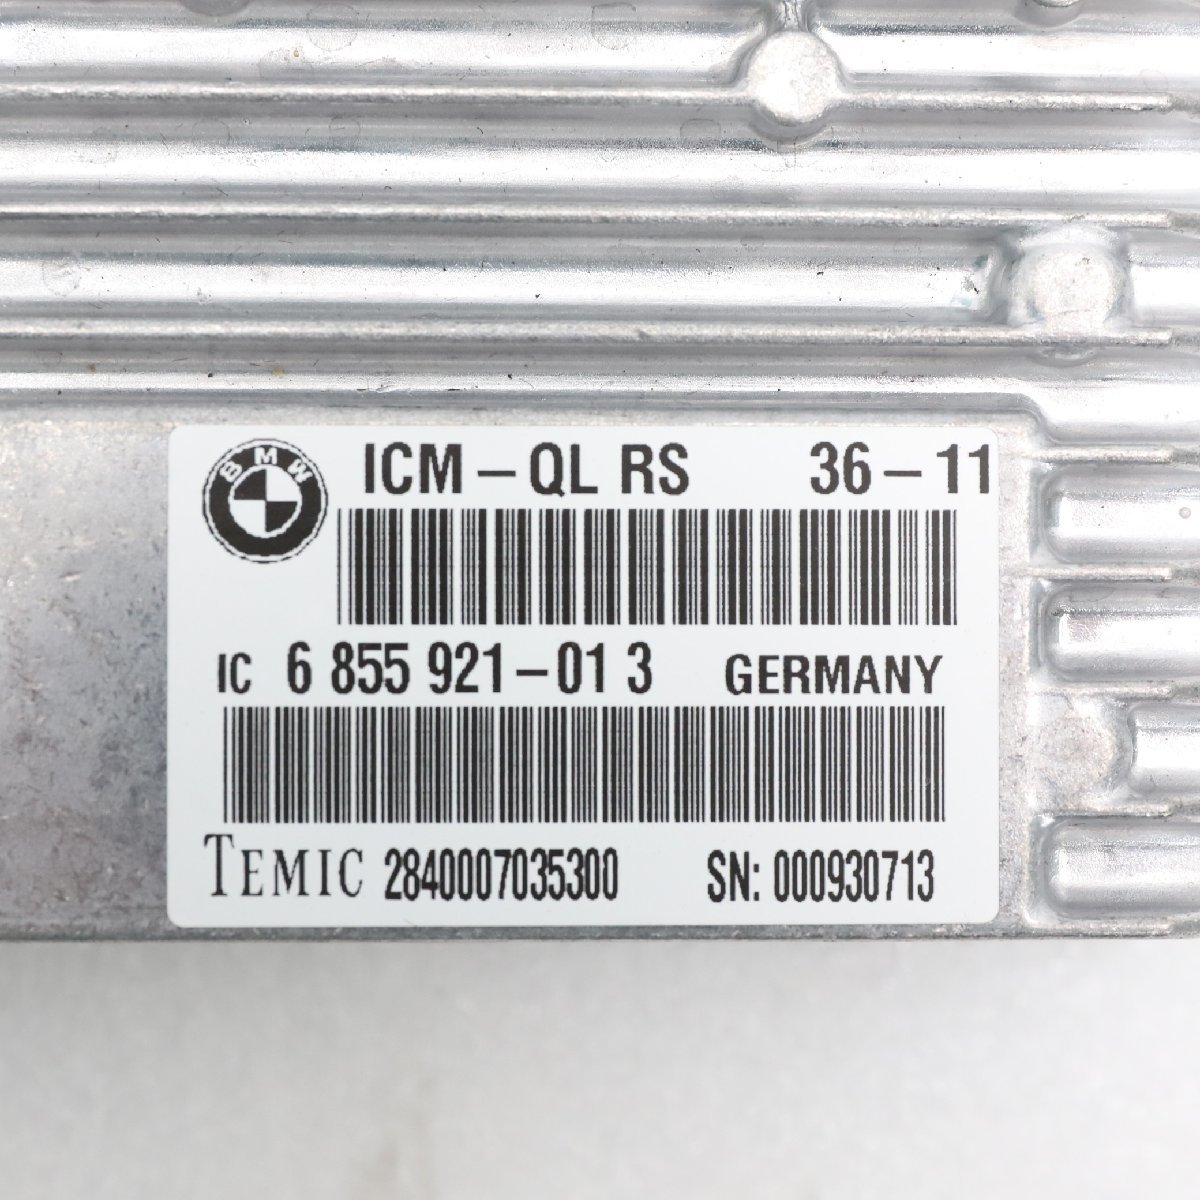 BMW
ICM - QL RS 36 - 11
IC 6 855 921 - 01 3 GERMANY
TEMIC 2840007035300 SN: 000930713